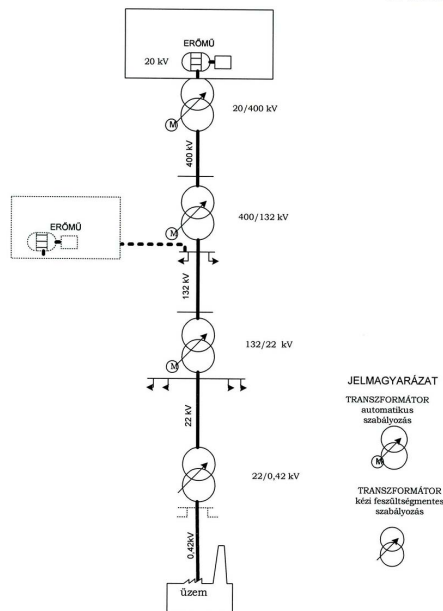 ERŐMŰ
20 kV
M
20/400 kV
400 kV
M
400/132 kV
ERŐMŰ
132 kV
M
132/22 kV
22 kV
22/0,42 kV
0,42kV
üzem
JELMAGYARÁZAT
TRANSZFORMÁTOR
automatikus
szabályozás
M
TRANSZFORMÁTOR
kézi feszültségmentes
szabályozás